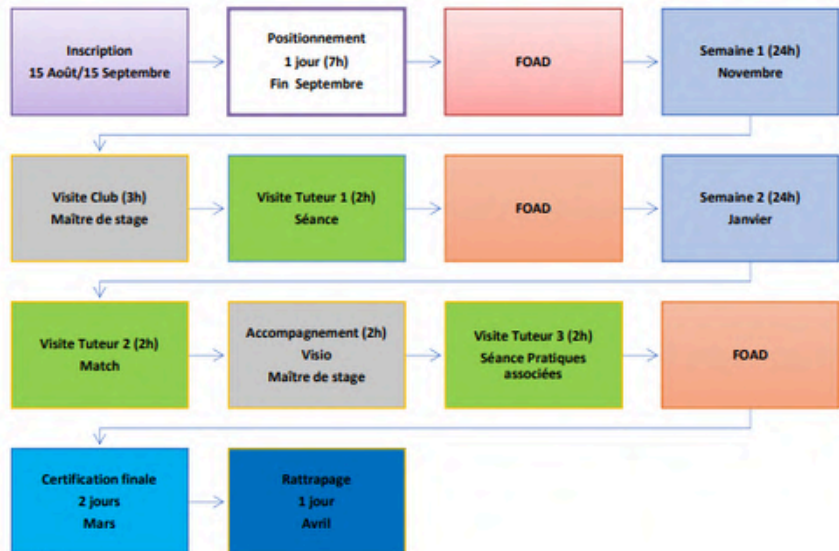 Inscription
15 Août/15 Septembre
Positionnement
1 jour (7h)
Fin Septembre
FOAD
Semaine 1 (24h)
Novembre
Visite Club (3h)
Maître de stage
Visite Tuteur 1 (2h)
Séance
FOAD
Semaine 2 (24h)
Janvier
Visite Tuteur 2 (2h)
Match
Accompagnement (2h)
Visio
Maître de stage
Visite Tuteur 3 (2h)
Séance Pratiques
associées
FOAD
Certification finale
2 jours
Mars
Rattrapage
1 jour
Avril